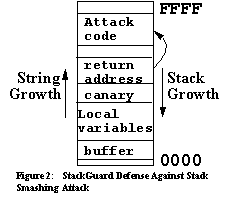 FFFF
Attack
code
return
address
String
Growth
Stack
Growth
canary
Local
variables
buffer
0000
Figure 2: StackGuard Defense Against Stack
Smashing Attack